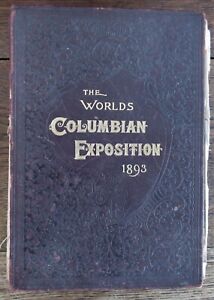 THE
WORLDS
COLUMBIAN
EXPOSITION
1893